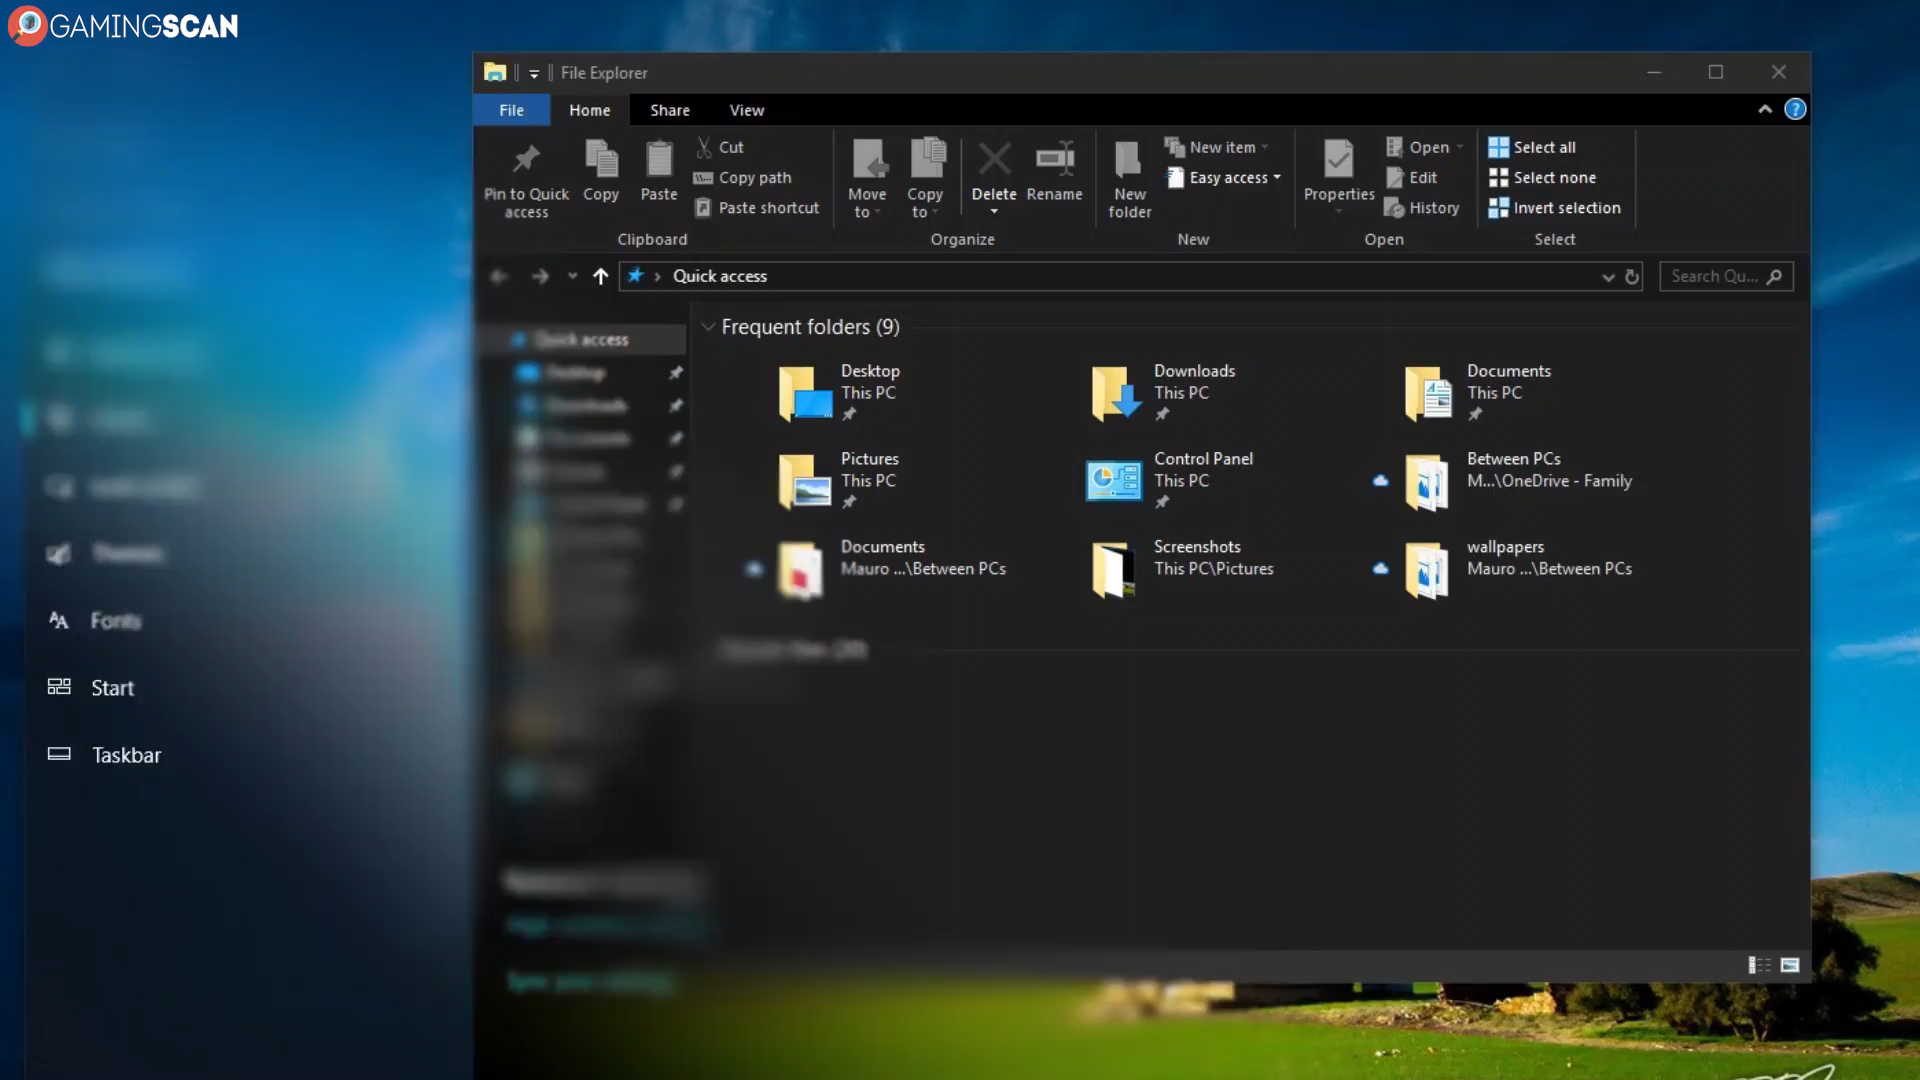 GAMINGSCAN
File Explorer
File Home Share View
Pin to Quick access
Copy
Paste
Cut
Copy path
Paste shortcut
Clipboard
Move to
Copy to
Delete
Rename
Organize
New folder
New item
Easy access
New
Properties
Open
Edit
History
Open
Select all
Select none
Invert selection
Select
Quick access
Search Qu...
Quick access
Desktop
Downloads
Documents
Frequent folders (9)
Desktop
This PC
Downloads
This PC
Documents
This PC
Pictures
This PC
Control Panel
This PC
Between PCs
M...\OneDrive - Family
Documents
Mauro ...\Between PCs
Screenshots
This PC\Pictures
wallpapers
Mauro ...\Between PCs
Themes
Fonts
Start
Taskbar